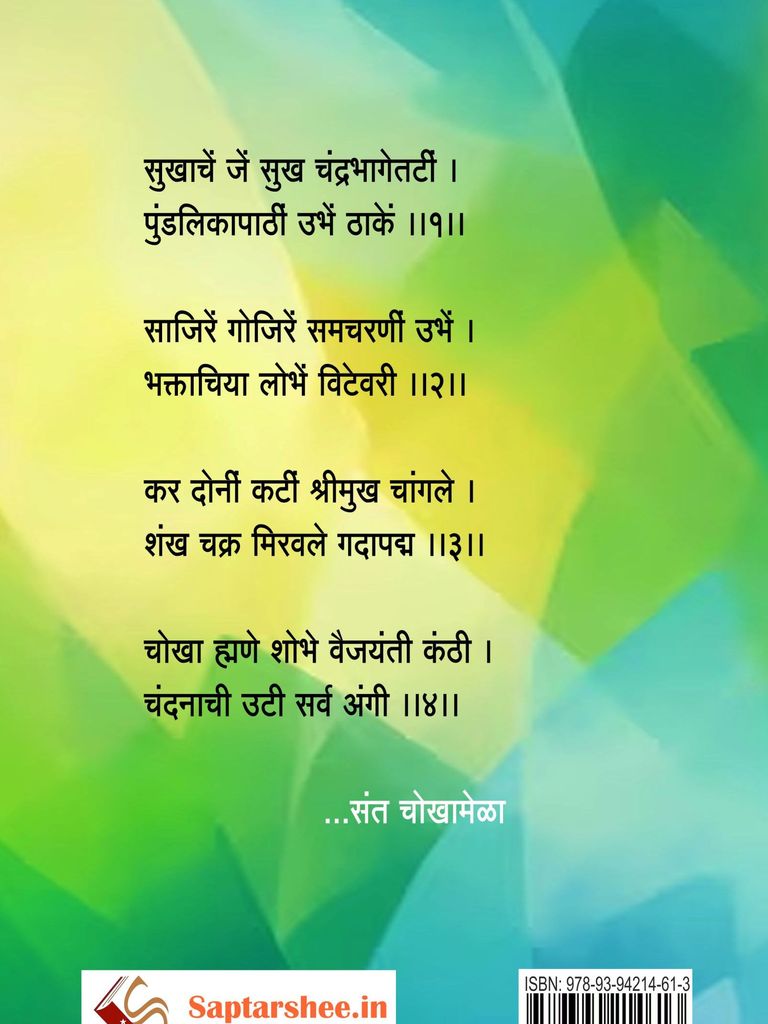 सुखाचें जें सुख चंद्रभागेतटीं ।
पुंडलिकापाठीं उभें ठाकें ।।१।।
साजिरें गोजिरें समचरणीं उभें ।
भक्ताचिया लोभें विटेवरी ।।२।।
कर दोनीं कटीं श्रीमुख चांगले ।
शंख चक्र मिरवले गदापद्म ।।३।।
चोखा ह्मणे शोभे वैजयंती कंठी ।
चंदनाची उटी सर्व अंगी ।।४।।
...संत चोखामेळा
Saptarshee.in
ISBN: 978-93-94214-61-3